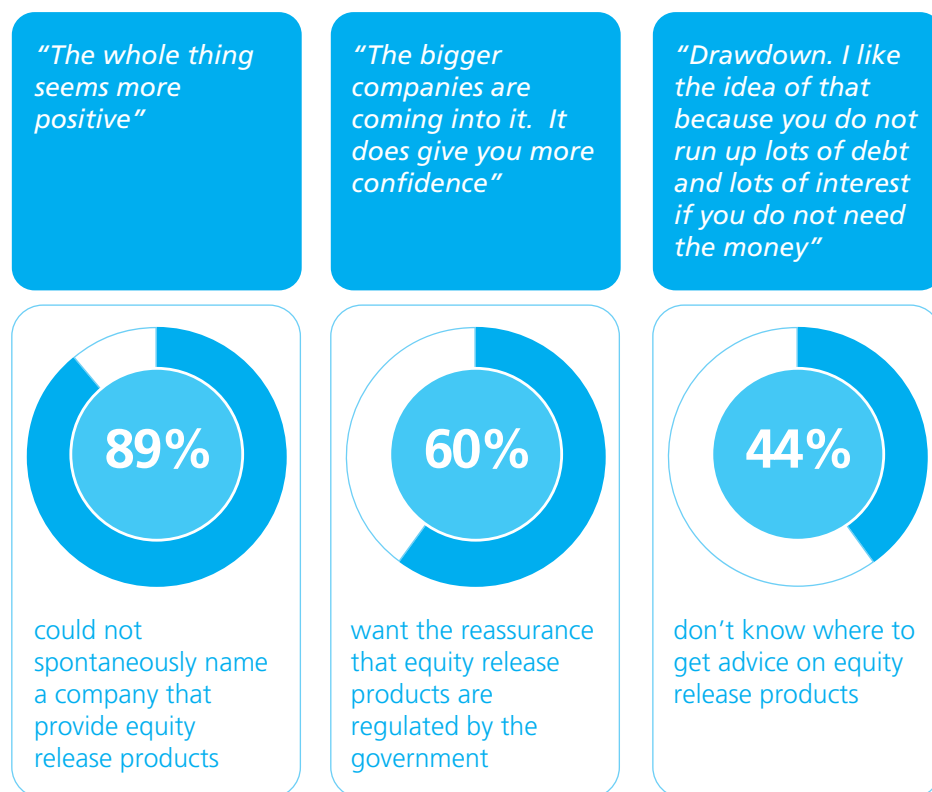 “The whole thing
seems more
positive”
“The bigger
companies are
coming into it.  It
does give you more
confidence”
“Drawdown. I like
the idea of that
because you do not
run up lots of debt
and lots of interest
if you do not need
the money”
89%
could not
spontaneously name
a company that
provide equity
release products
60%
want the reassurance
that equity release
products are
regulated by the
government
44%
don't know where to
get advice on equity
release products